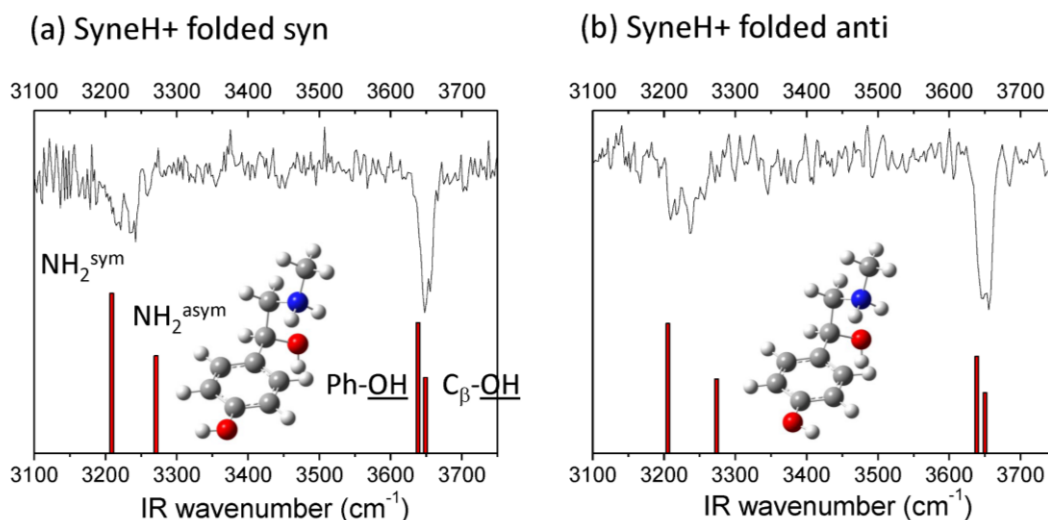 (a) SyneH+ folded syn
(b) SyneH+ folded anti
3100 3200 3300 3400 3500 3600 3700
3100 3200 3300 3400 3500 3600 3700
NH₂ˢʸᵐ
NH₂ᵃˢʸᵐ
Ph-OH
Cᵦ-OH
3100 3200 3300 3400 3500 3600 3700
3100 3200 3300 3400 3500 3600 3700
IR wavenumber (cm⁻¹)
IR wavenumber (cm⁻¹)